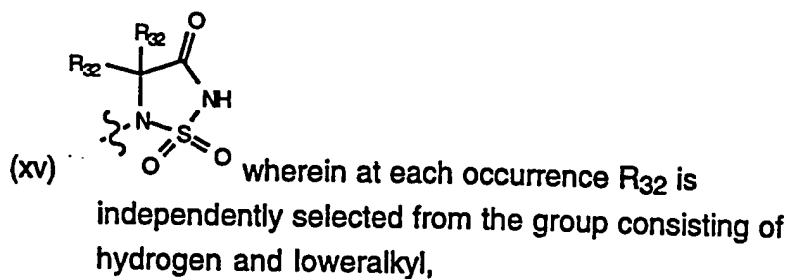 O
R32
R32
NH
N
S
O O
(xv) wherein at each occurrence R32 is
independently selected from the group consisting of
hydrogen and loweralkyl,